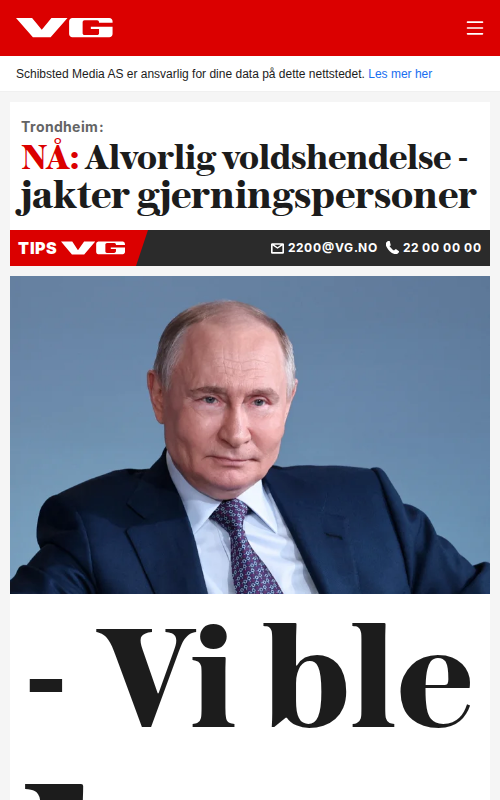 VG
Schibsted Media AS er ansvarlig for dine data på dette nettstedet. Les mer her
Trondheim:
NÅ: Alvorlig voldshendelse -
jakter gjerningspersoner
TIPS VG 2200@VG.NO 22 00 00 00
- Vi ble